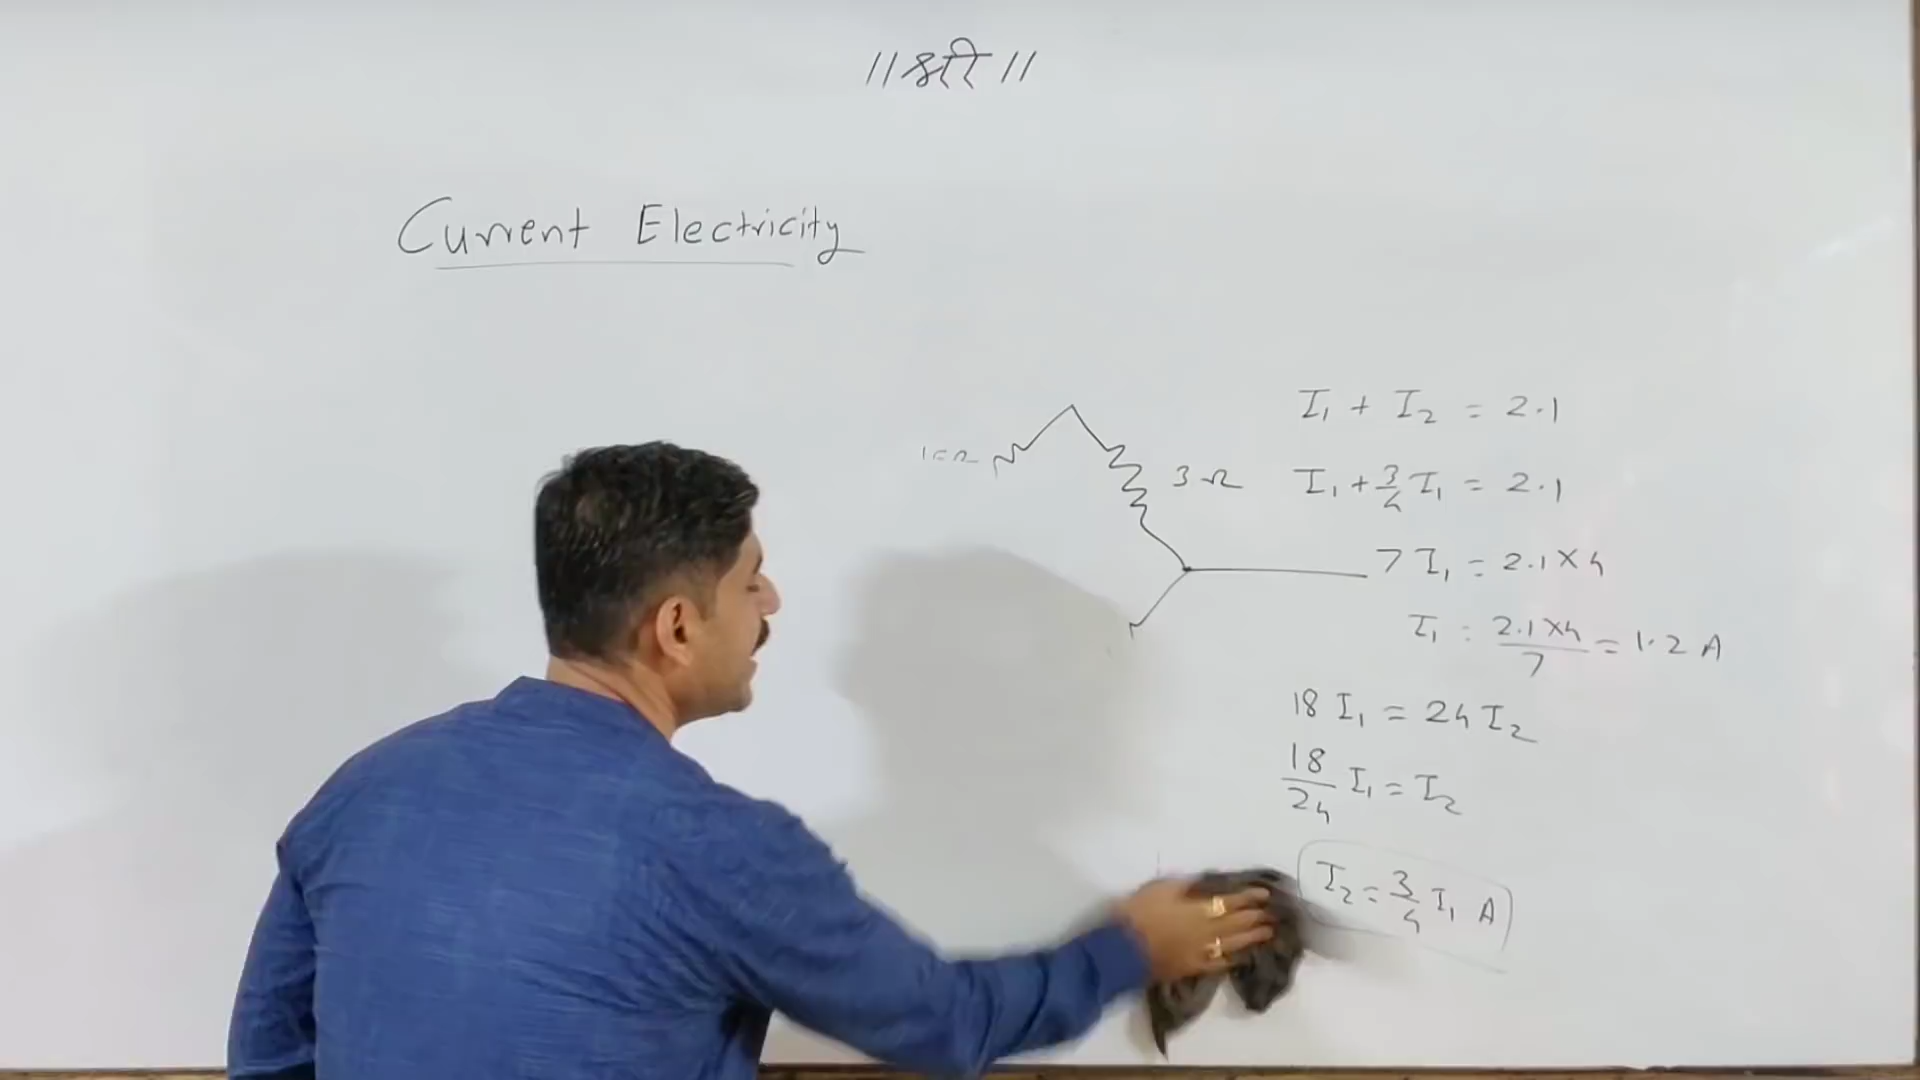 ॥ श्री ॥
Current Electricity
3 Ω
I₁ + I₂ = 2.1
I₁ + 3/4 I₁ = 2.1
7 I₁ = 2.1 × 4
I₁ : 2.1 × 4 / 7 = 1.2 A
18 I₁ = 24 I₂
18/24 I₁ = I₂
I₂ = 3/4 I₁ A